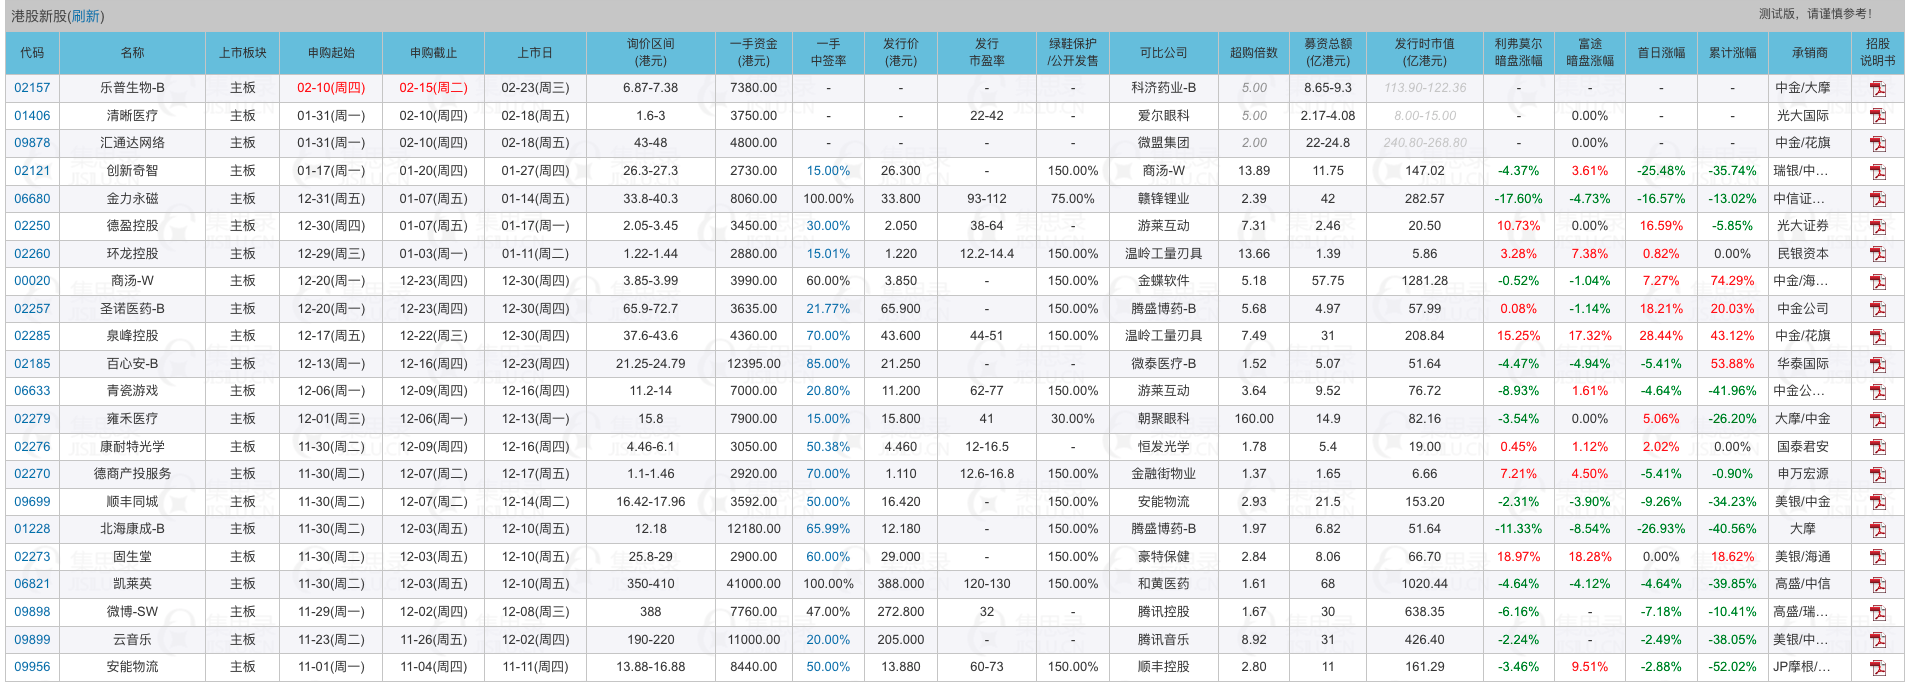 港股新股(刷新)
测试版，请谨慎参考！
代码 名称 上市板块 申购起始 申购截止 上市日 询价区间(港元) 一手资金(港元) 一手中签率 发行价(港元) 发行市盈率 绿鞋保护/公开发售 可比公司 超购倍数 募资总额(亿港元) 发行时市值(亿港元) 利弗莫尔暗盘涨幅 富途暗盘涨幅 首日涨幅 累计涨幅 承销商 招股说明书
02157 乐普生物-B 主板 02-10(周四) 02-15(周二) 02-23(周三) 6.87-7.38 7380.00 - - - - 科济药业-B 5.00 8.65-9.3 113.90-122.36 - - - - 中金/大摩
01406 清晰医疗 主板 01-31(周一) 02-10(周四) 02-18(周五) 1.6-3 3750.00 - - 22-42 - 爱尔眼科 5.00 2.17-4.08 8.00-15.00 - 0.00% - - 光大国际
09878 汇通达网络 主板 01-31(周一) 02-10(周四) 02-18(周五) 43-48 4800.00 - - - - 微盟集团 2.00 22-24.8 240.80-268.80 - 0.00% - - 中金/花旗
02121 创新奇智 主板 01-17(周一) 01-20(周四) 01-27(周四) 26.3-27.3 2730.00 15.00% 26.300 - 150.00% 商汤-W 13.89 11.75 147.02 -4.37% 3.61% -25.48% -35.74% 瑞银/中…
06680 金力永磁 主板 12-31(周五) 01-07(周五) 01-14(周五) 33.8-40.3 8060.00 100.00% 33.800 93-112 75.00% 赣锋锂业 2.39 42 282.57 -17.60% -4.73% -16.57% -13.02% 中信证…
02250 德盈控股 主板 12-30(周四) 01-07(周五) 01-17(周一) 2.05-3.45 3450.00 30.00% 2.050 38-64 - 游莱互动 7.31 2.46 20.50 10.73% 0.00% 16.59% -5.85% 光大证券
02260 环龙控股 主板 12-29(周三) 01-03(周一) 01-11(周二) 1.22-1.44 2880.00 15.01% 1.220 12.2-14.4 150.00% 温岭工量刃具 13.66 1.39 5.86 3.28% 7.38% 0.82% 0.00% 民银资本
00020 商汤-W 主板 12-20(周一) 12-23(周四) 12-30(周四) 3.85-3.99 3990.00 60.00% 3.850 - 150.00% 金蝶软件 5.18 57.75 1281.28 -0.52% -1.04% 7.27% 74.29% 中金/海…
02257 圣诺医药-B 主板 12-20(周一) 12-23(周四) 12-30(周四) 65.9-72.7 3635.00 21.77% 65.900 - 150.00% 腾盛博药-B 5.68 4.97 57.99 0.08% -1.14% 18.21% 20.03% 中金公司
02285 泉峰控股 主板 12-17(周五) 12-22(周三) 12-30(周四) 37.6-43.6 4360.00 70.00% 43.600 44-51 150.00% 温岭工量刃具 7.49 31 208.84 15.25% 17.32% 28.44% 43.12% 中金/花旗
02185 百心安-B 主板 12-13(周一) 12-16(周四) 12-23(周四) 21.25-24.79 12395.00 85.00% 21.250 - - 微泰医疗-B 1.52 5.07 51.64 -4.47% -4.94% -5.41% 53.88% 华泰国际
06633 青瓷游戏 主板 12-06(周一) 12-09(周四) 12-16(周四) 11.2-14 7000.00 20.80% 11.200 62-77 150.00% 游莱互动 3.64 9.52 76.72 -8.93% 1.61% -4.64% -41.96% 中金公…
02279 雍禾医疗 主板 12-01(周三) 12-06(周一) 12-13(周一) 15.8 7900.00 15.00% 15.800 41 30.00% 朝聚眼科 160.00 14.9 82.16 -3.54% 0.00% 5.06% -26.20% 大摩/中金
02276 康耐特光学 主板 11-30(周二) 12-09(周四) 12-16(周四) 4.46-6.1 3050.00 50.38% 4.460 12-16.5 - 恒发光学 1.78 5.4 19.00 0.45% 1.12% 2.02% 0.00% 国泰君安
02270 德商产投服务 主板 11-30(周二) 12-07(周二) 12-17(周五) 1.1-1.46 2920.00 70.00% 1.110 12.6-16.8 150.00% 金融街物业 1.37 1.65 6.66 7.21% 4.50% -5.41% -0.90% 申万宏源
09699 顺丰同城 主板 11-30(周二) 12-07(周二) 12-14(周二) 16.42-17.96 3592.00 50.00% 16.420 - 150.00% 安能物流 2.93 21.5 153.20 -2.31% -3.90% -9.26% -34.23% 美银/中金
01228 北海康成-B 主板 11-30(周二) 12-03(周五) 12-10(周五) 12.18 12180.00 65.99% 12.180 - 150.00% 腾盛博药-B 1.97 6.82 51.64 -11.33% -8.54% -26.93% -40.56% 大摩
02273 固生堂 主板 11-30(周二) 12-03(周五) 12-10(周五) 25.8-29 2900.00 60.00% 29.000 - 150.00% 豪特保健 2.84 8.06 66.70 18.97% 18.28% 0.00% 18.62% 美银/海通
06821 凯莱英 主板 11-30(周二) 12-03(周五) 12-10(周五) 350-410 41000.00 100.00% 388.000 120-130 150.00% 和黄医药 1.61 68 1020.44 -4.64% -4.12% -4.64% -39.85% 高盛/中信
09898 微博-SW 主板 11-29(周一) 12-02(周四) 12-08(周三) 388 7760.00 47.00% 272.800 32 - 腾讯控股 1.67 30 638.35 -6.16% - -7.18% -10.41% 高盛/瑞…
09899 云音乐 主板 11-23(周二) 11-26(周五) 12-02(周四) 190-220 11000.00 20.00% 205.000 - - 腾讯音乐 8.92 31 426.40 -2.24% - -2.49% -38.05% 美银/中…
09956 安能物流 主板 11-01(周一) 11-04(周四) 11-11(周四) 13.88-16.88 8440.00 50.00% 13.880 60-73 150.00% 顺丰控股 2.80 11 161.29 -3.46% 9.51% -2.88% -52.02% JP摩根/…